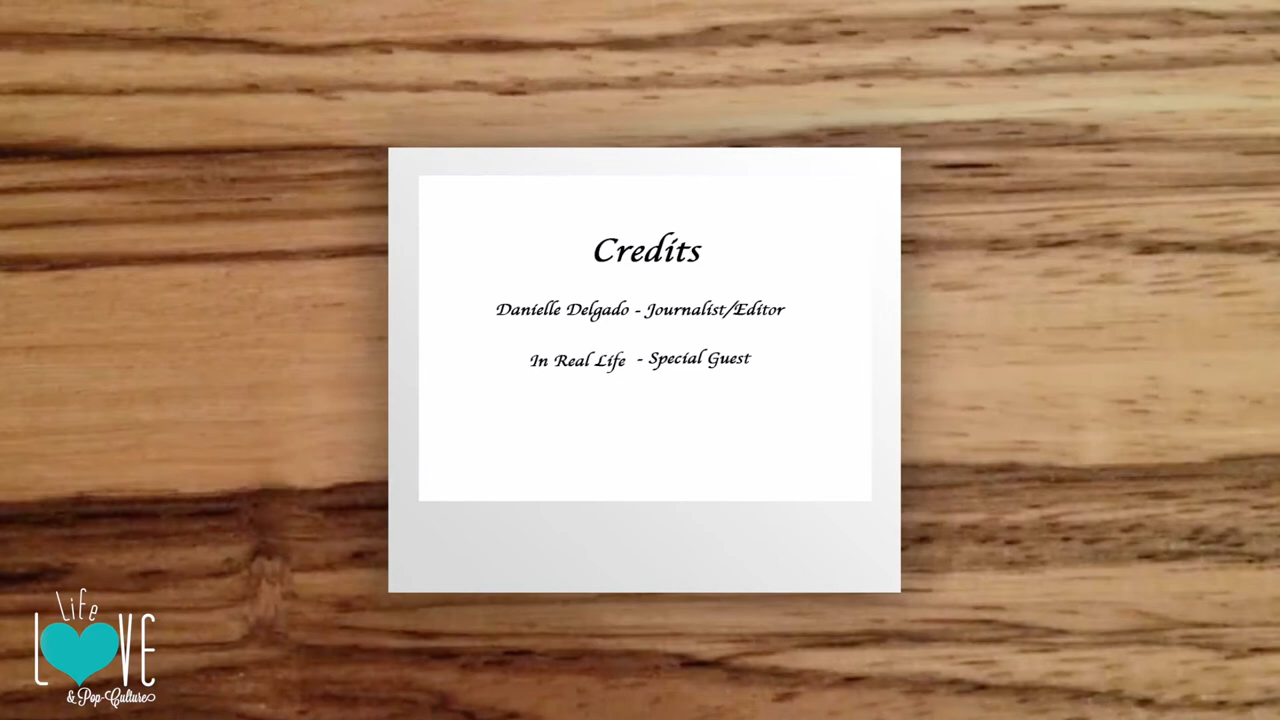 Credits
Danielle Delgado - Journalist/Editor
In Real Life - Special Guest
Life
LOVE
& Pop-Culture